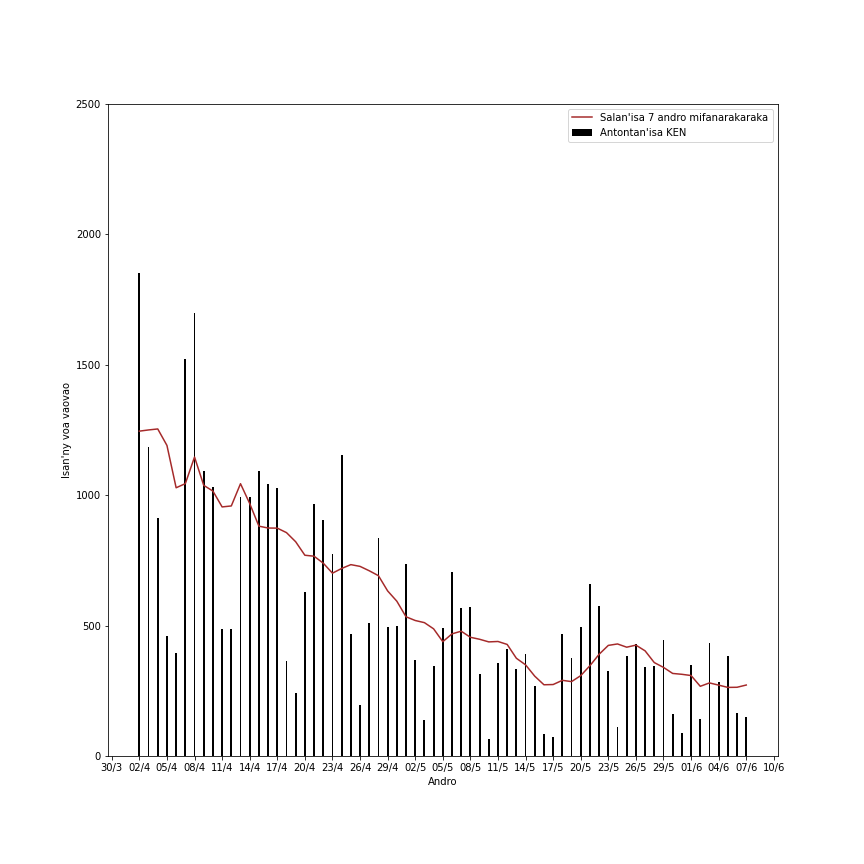 Salan'isa 7 andro mifanarakaraka
Antontan'isa KEN
2500
2000
1500
1000
500
0
Isan'ny voa vaovao
30/3 02/4 05/4 08/4 11/4 14/4 17/4 20/4 23/4 26/4 29/4 02/5 05/5 08/5 11/5 14/5 17/5 20/5 23/5 26/5 29/5 01/6 04/6 07/6 10/6
Andro